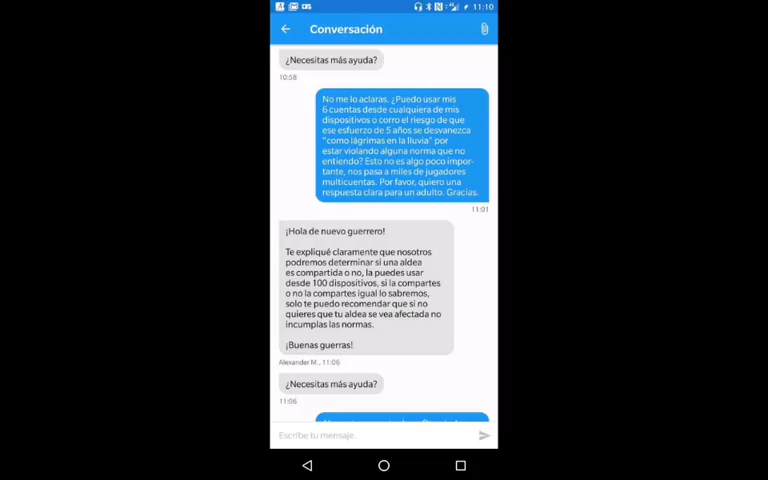 11:10
Conversación
¿Necesitas más ayuda?
10:58
No me lo aclaras. ¿Puedo usar mis
6 cuentas desde cualquiera de mis
dispositivos o corro el riesgo de que
ese esfuerzo de 5 años se desvanezca
"como lágrimas en la lluvia" por
estar violando alguna norma que no
entiendo? Esto no es algo poco impor-
tante, nos pasa a miles de jugadores
multicuentas. Por favor, quiero una
respuesta clara para un adulto. Gracias.
11:01
¡Hola de nuevo guerrero!
Te expliqué claramente que nosotros
podremos determinar si una aldea
es compartida o no, la puedes usar
desde 100 dispositivos, si la compartes
o no la compartes igual lo sabremos,
solo te puedo recomendar que si no
quieres que tu aldea se vea afectada no
incumplas las normas.
¡Buenas guerras!
Alexander M., 11:06
¿Necesitas más ayuda?
11:06
Escribe tu mensaje.